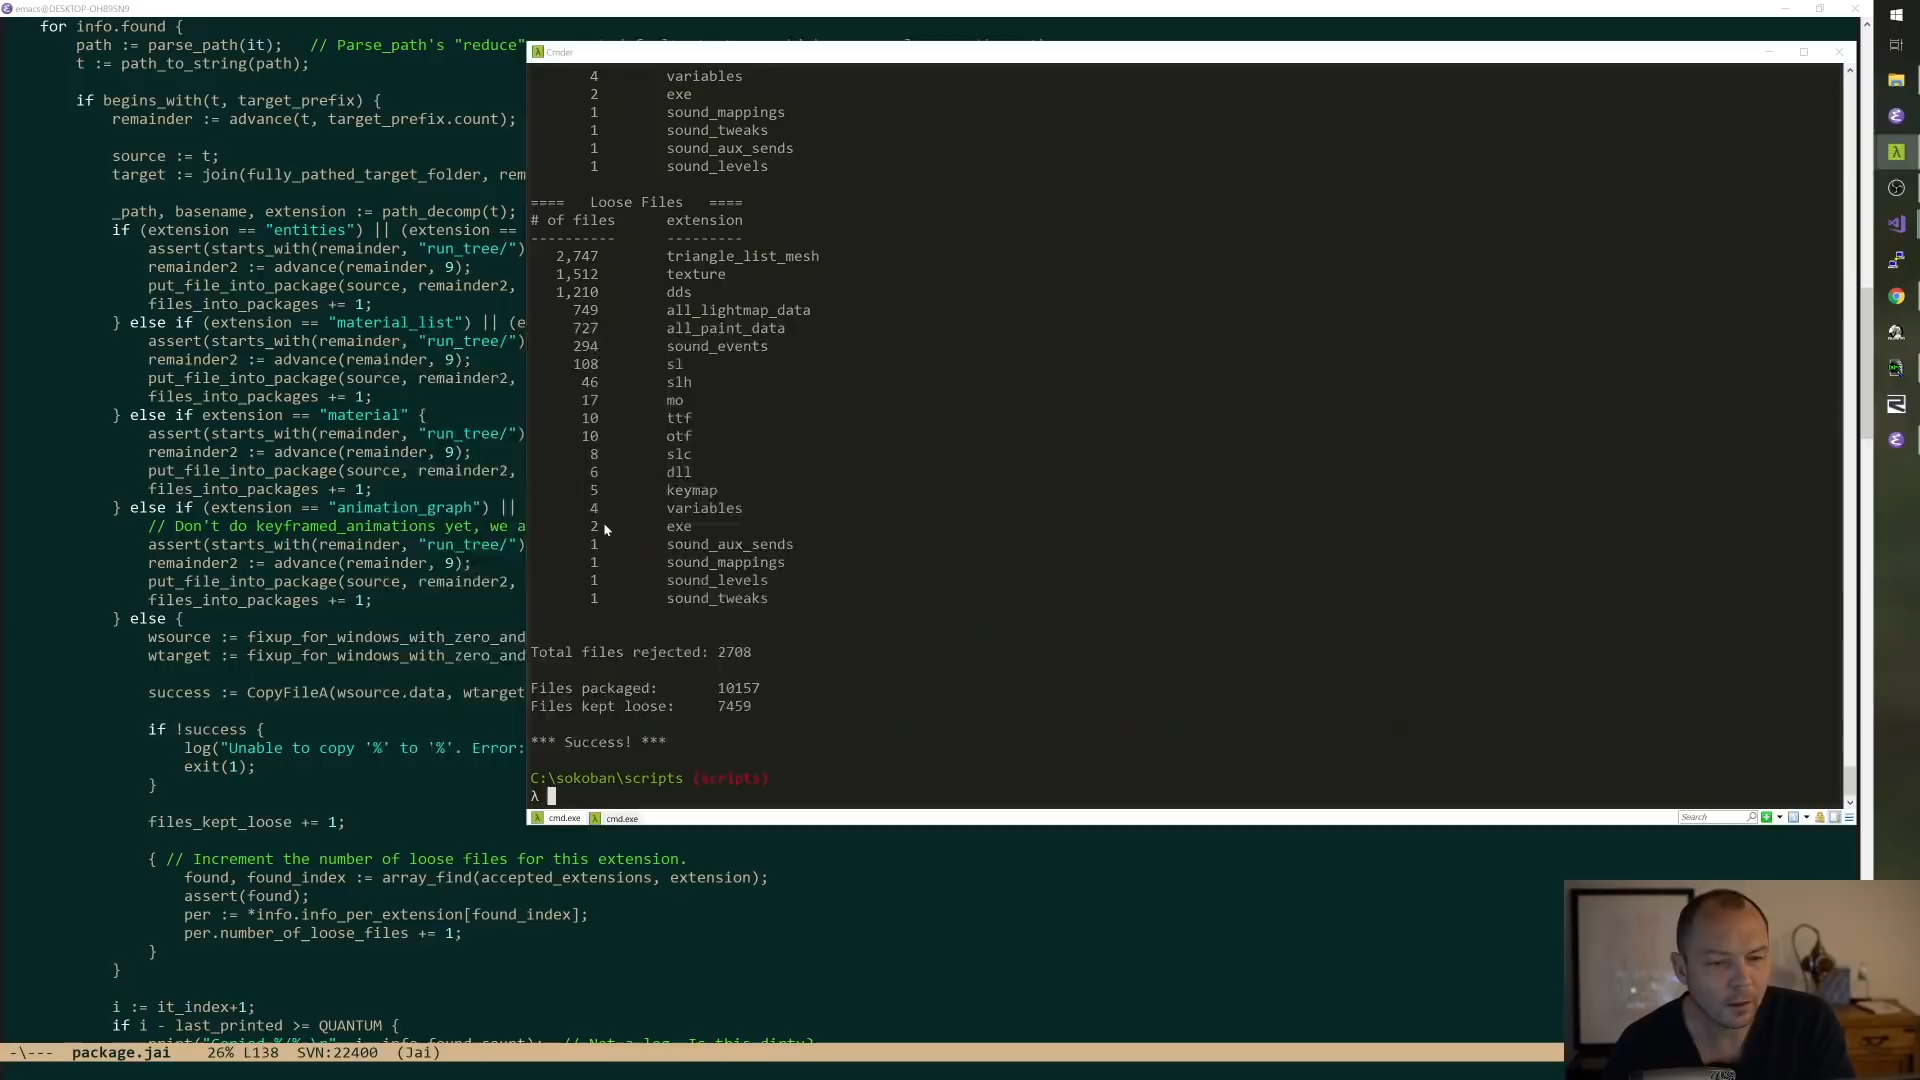 emacs@DESKTOP-OH89SN9
for info.found {
path := parse_path(it);   // Parse_path's "reduce"
t := path_to_string(path);
if begins_with(t, target_prefix) {
remainder := advance(t, target_prefix.count);
source := t;
target := join(fully_pathed_target_folder, rem
_path, basename, extension := path_decomp(t);
if (extension == "entities") || (extension ==
assert(starts_with(remainder, "run_tree/")
remainder2 := advance(remainder, 9);
put_file_into_package(source, remainder2,
files_into_packages += 1;
} else if (extension == "material_list") || (e
assert(starts_with(remainder, "run_tree/")
remainder2 := advance(remainder, 9);
put_file_into_package(source, remainder2,
files_into_packages += 1;
} else if extension == "material" {
assert(starts_with(remainder, "run_tree/")
remainder2 := advance(remainder, 9);
put_file_into_package(source, remainder2,
files_into_packages += 1;
} else if (extension == "animation_graph") ||
// Don't do keyframed_animations yet, we a
assert(starts_with(remainder, "run_tree/")
remainder2 := advance(remainder, 9);
put_file_into_package(source, remainder2,
files_into_packages += 1;
} else {
wsource := fixup_for_windows_with_zero_and
wtarget := fixup_for_windows_with_zero_and
success := CopyFileA(wsource.data, wtarget
if !success {
log("Unable to copy '%' to '%'. Error:
exit(1);
}
files_kept_loose += 1;
{ // Increment the number of loose files for this extension.
found, found_index := array_find(accepted_extensions, extension);
assert(found);
per := *info.info_per_extension[found_index];
per.number_of_loose_files += 1;
}
}
i := it_index+1;
if i - last_printed >= QUANTUM {
-\---  package.jai    26% L138  SVN:22400  (Jai)
Cmder
4        variables
2        exe
1        sound_mappings
1        sound_tweaks
1        sound_aux_sends
1        sound_levels
====   Loose Files   ====
# of files      extension
----------      ---------
2,747        triangle_list_mesh
1,512        texture
1,210        dds
749        all_lightmap_data
727        all_paint_data
294        sound_events
108        sl
46        slh
17        mo
10        ttf
10        otf
8        slc
6        dll
5        keymap
4        variables
2        exe
1        sound_aux_sends
1        sound_mappings
1        sound_levels
1        sound_tweaks
Total files rejected: 2708
Files packaged:       10157
Files kept loose:     7459
*** Success! ***
C:\sokoban\scripts (scripts)
λ
cmd.exe  cmd.exe
Search